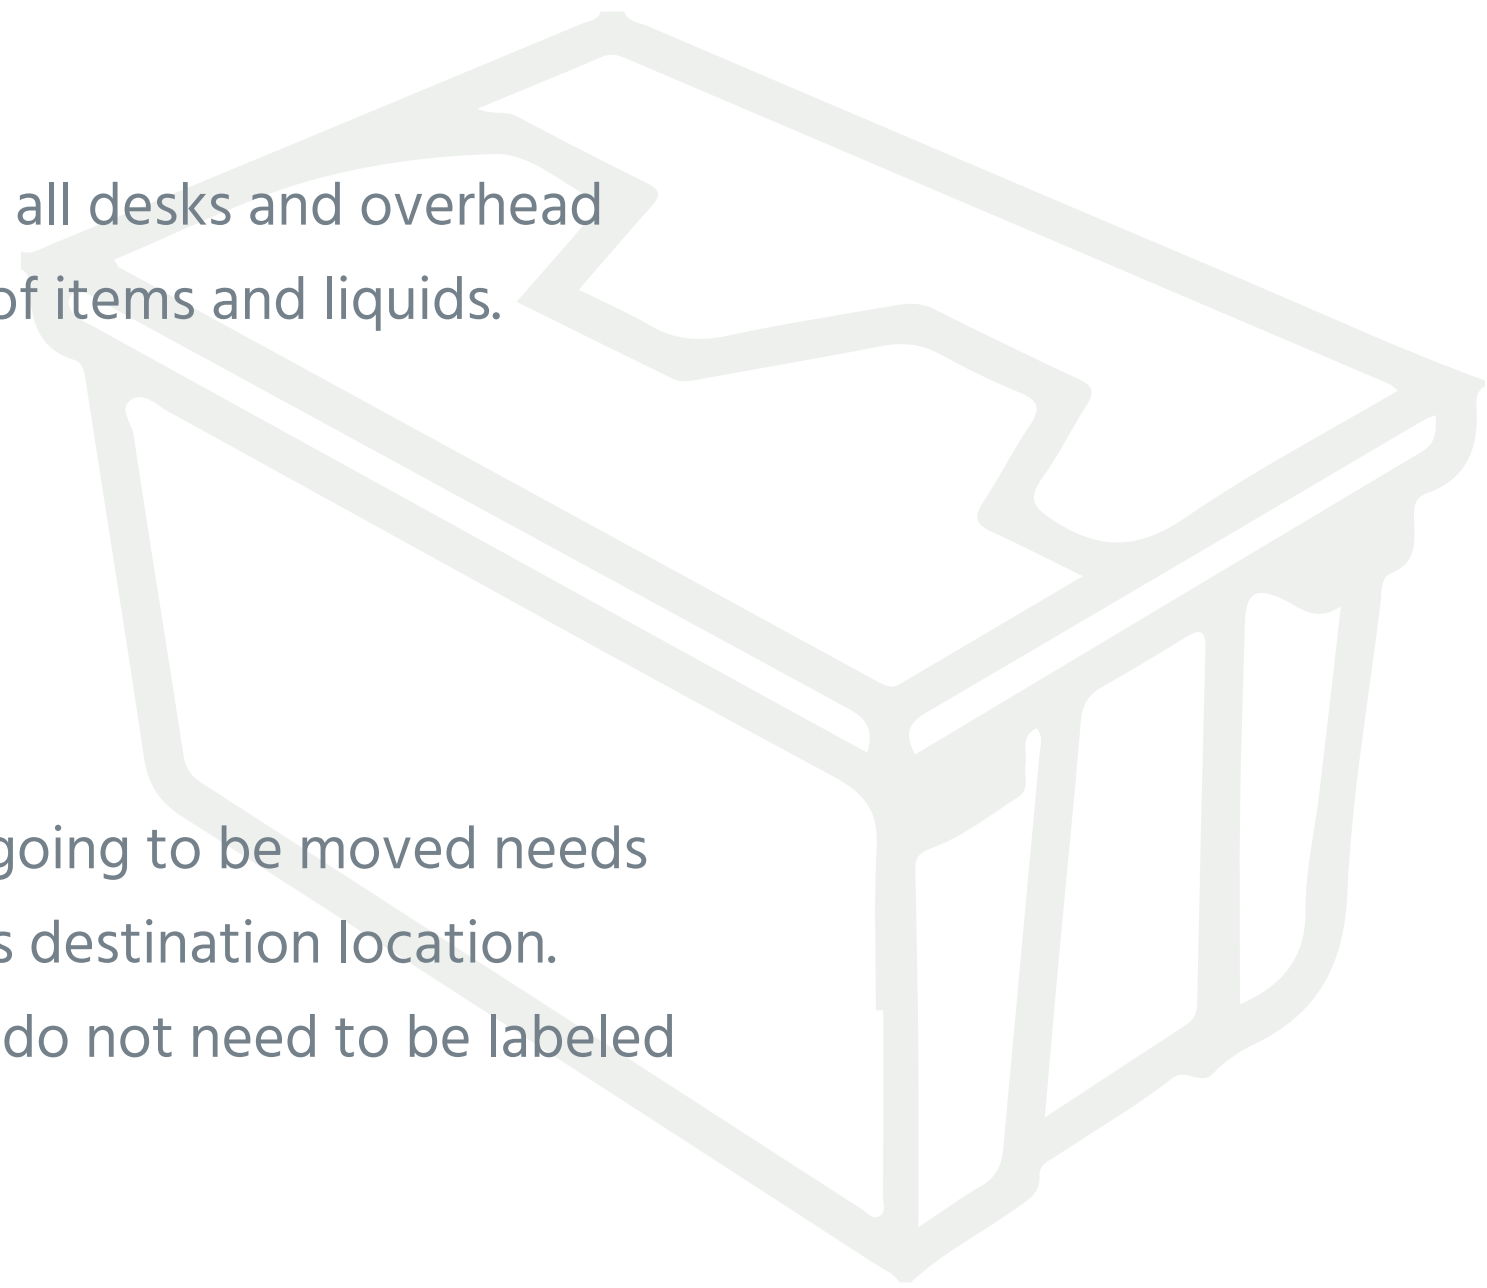 all desks and overhead
of items and liquids.
going to be moved needs
s destination location.
do not need to be labeled